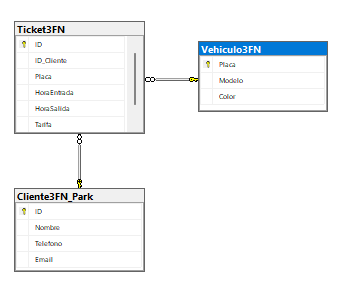 Ticket3FN
ID
ID_Cliente
Placa
HoraEntrada
HoraSalida
Tarifa
Vehiculo3FN
Placa
Modelo
Color
Cliente3FN_Park
ID
Nombre
Telefono
Email